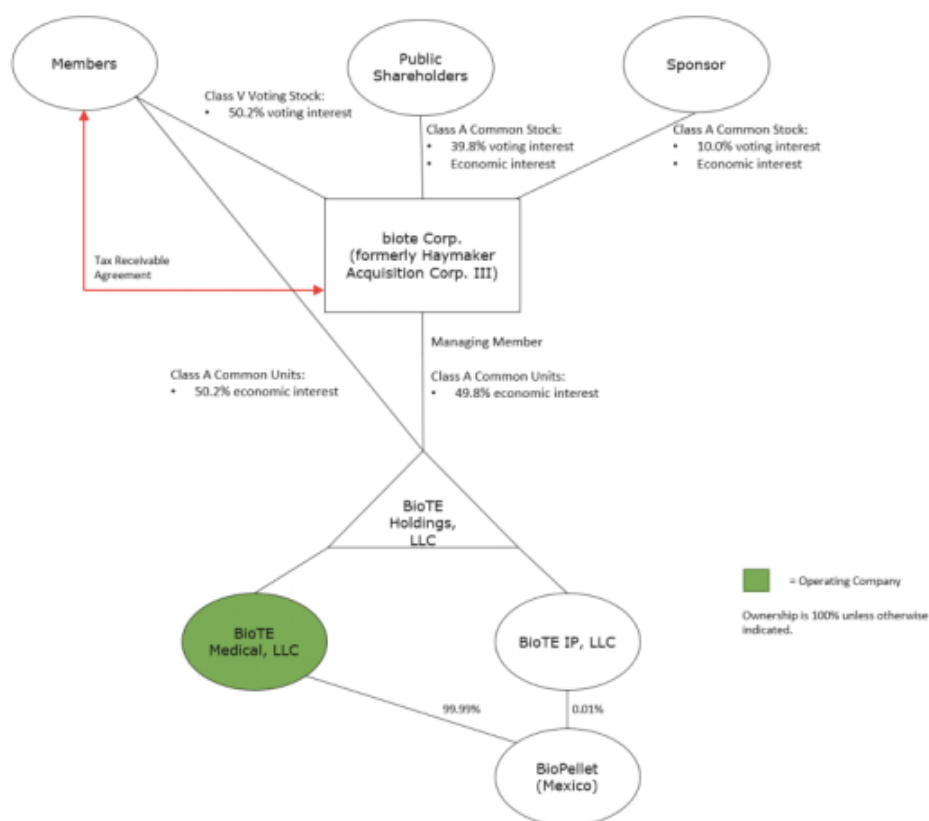 Members
Public
Shareholders
Sponsor
Class V Voting Stock:
• 50.2% voting interest
Class A Common Stock:
• 39.8% voting interest
• Economic interest
Class A Common Stock:
• 10.0% voting interest
• Economic interest
biote Corp.
(formerly Haymaker
Acquisition Corp. III)
Tax Receivable
Agreement
Managing Member
Class A Common Units:
• 50.2% economic interest
Class A Common Units:
• 49.8% economic interest
BioTE
Holdings,
LLC
= Operating Company
Ownership is 100% unless otherwise
indicated.
BioTE
Medical, LLC
BioTE IP, LLC
99.99%
0.01%
BioPellet
(Mexico)